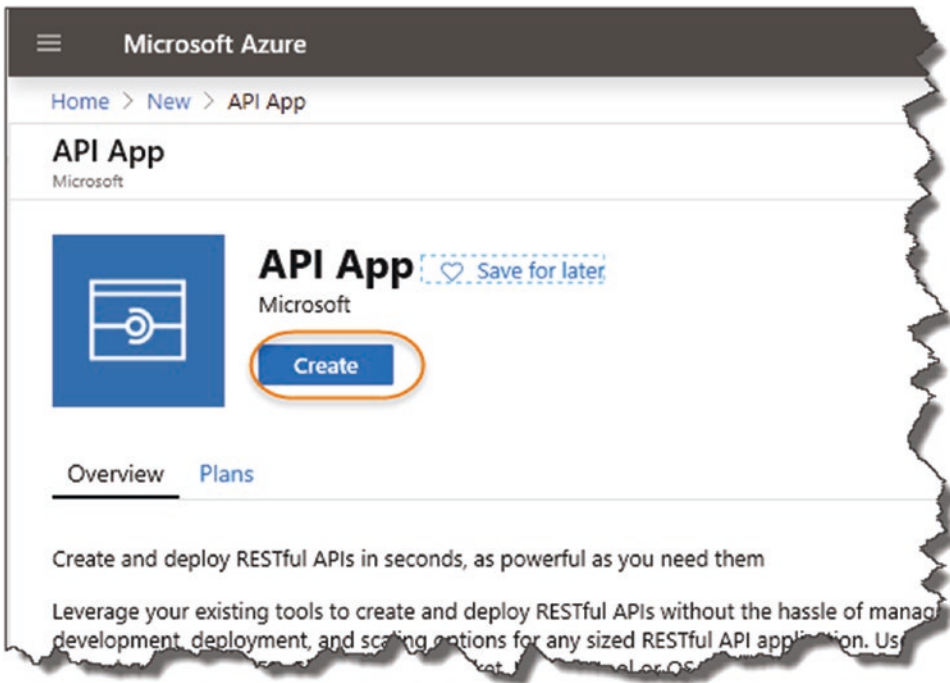 Microsoft Azure
Home > New > API App
API App
Microsoft
API App Save for later
Microsoft
Create
Overview Plans
Create and deploy RESTful APIs in seconds, as powerful as you need them
Leverage your existing tools to create and deploy RESTful APIs without the hassle of manag
development, deployment, and scaling options for any sized RESTful API application. Use